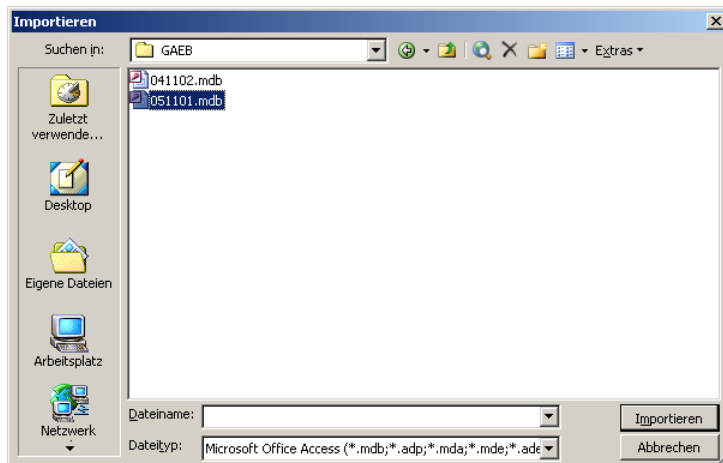 Importieren
Suchen in:
GAEB
Extras
041102.mdb
051101.mdb
Zuletzt
verwende...
Desktop
Eigene Dateien
Arbeitsplatz
Netzwerk
Dateiname:
Importieren
Dateityp:
Microsoft Office Access (*.mdb;*.adp;*.mda;*.mde;*.ade
Abbrechen